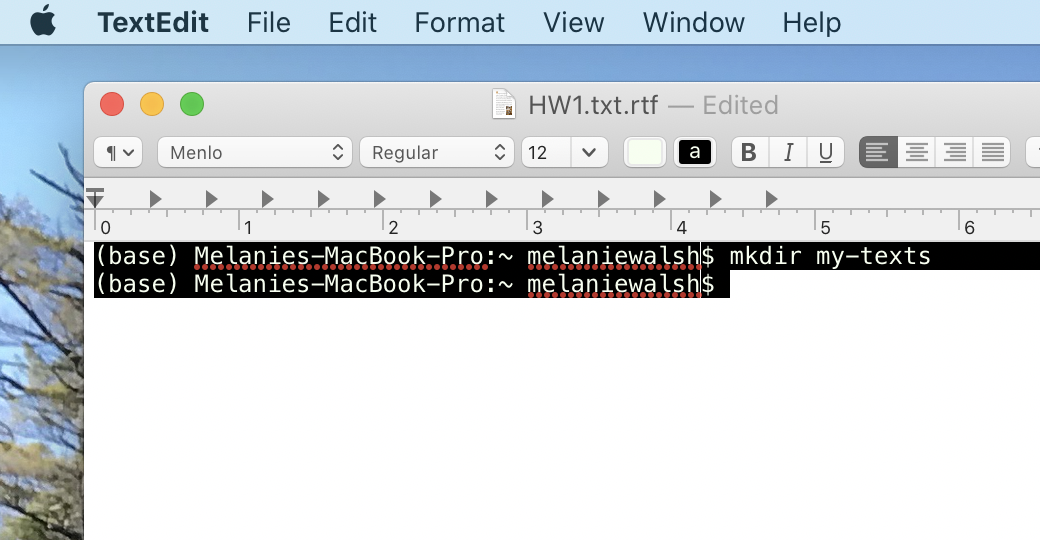 TextEdit File Edit Format View Window Help
HW1.txt.rtf — Edited
¶ Menlo Regular 12 a B I U
0 1 2 3 4 5 6
(base) Melanies-MacBook-Pro:~ melaniewalsh$ mkdir my-texts
(base) Melanies-MacBook-Pro:~ melaniewalsh$